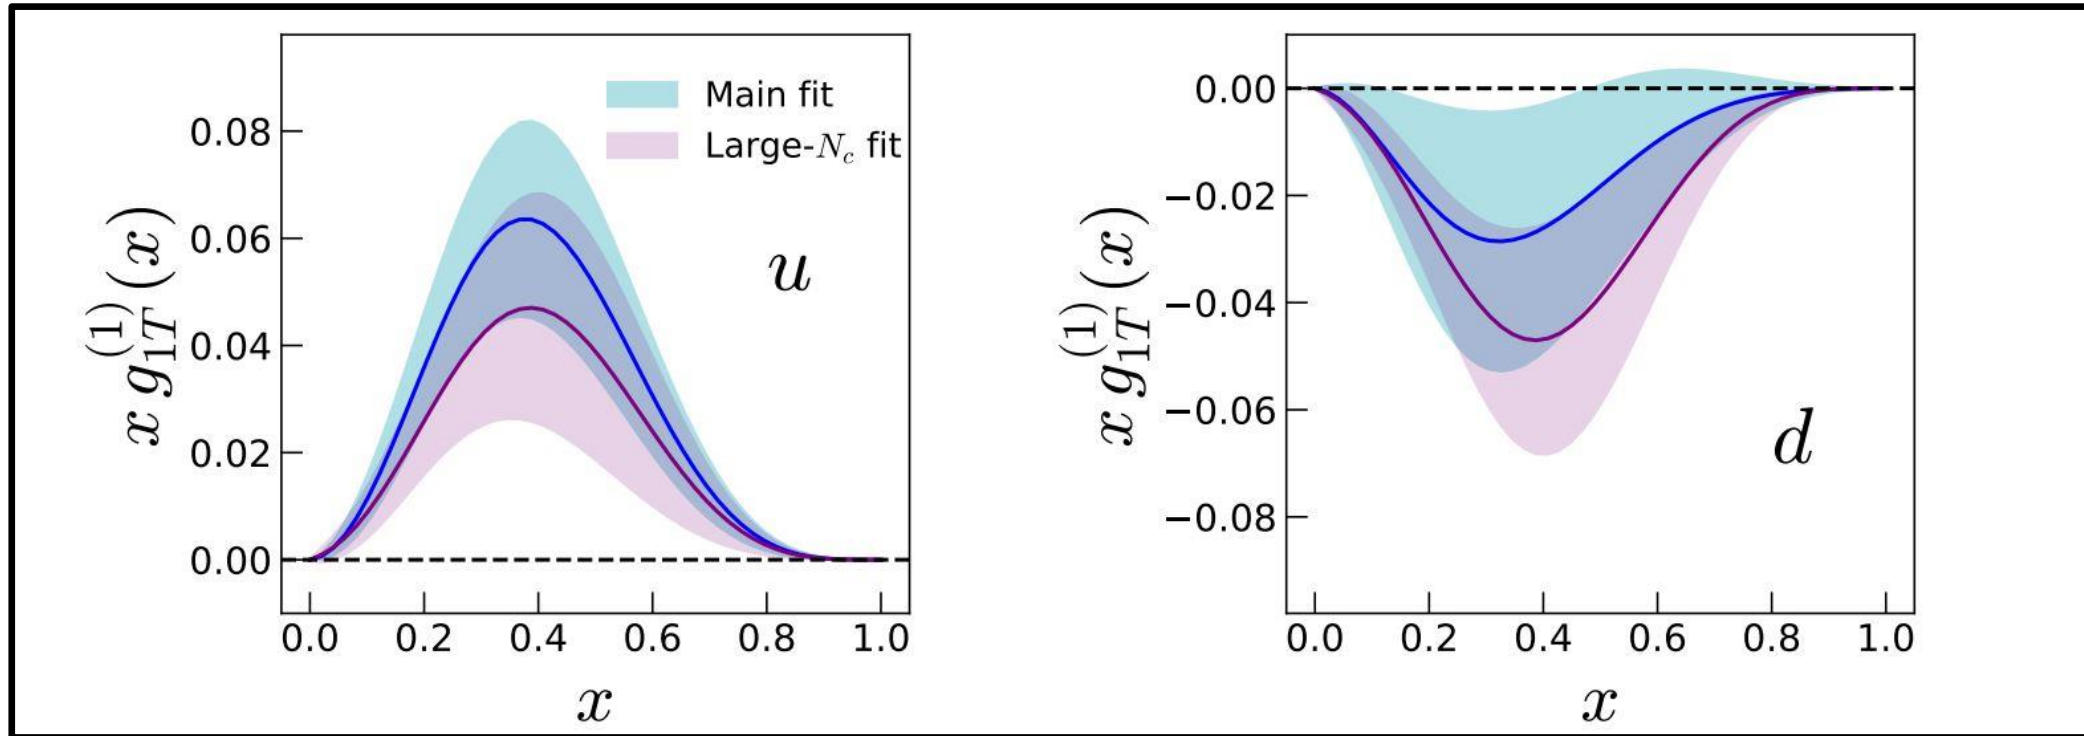 Main fit
Large-N_c fit
x g_{1T}^{(1)}(x)
0.08
0.06
0.04
0.02
0.00
u
0.0 0.2 0.4 0.6 0.8 1.0
x
x g_{1T}^{(1)}(x)
0.00
−0.02
−0.04
−0.06
−0.08
d
0.0 0.2 0.4 0.6 0.8 1.0
x